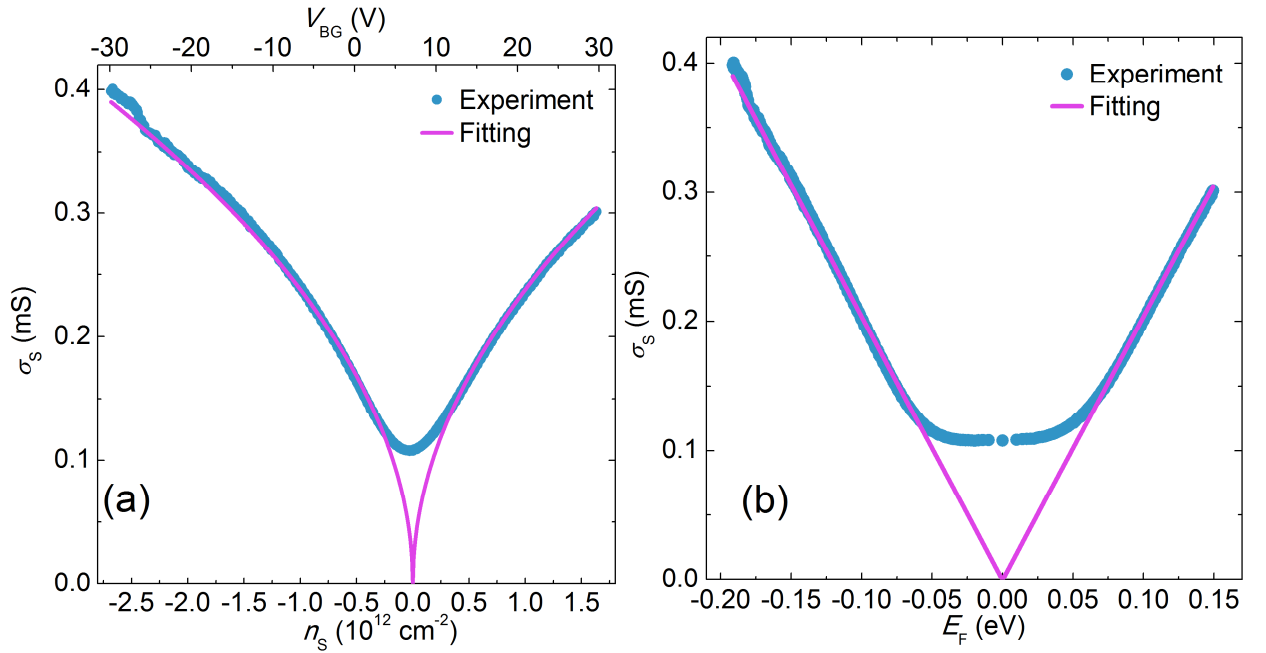 V_BG (V)
-30 -20 -10 0 10 20 30
0.4
0.3
0.2
0.1
0.0
σ_S (mS)
Experiment
Fitting
(a)
-2.5 -2.0 -1.5 -1.0 -0.5 0.0 0.5 1.0 1.5
n_S (10^12 cm^-2)
0.4
0.3
0.2
0.1
0.0
σ_S (mS)
Experiment
Fitting
(b)
-0.20 -0.15 -0.10 -0.05 0.00 0.05 0.10 0.15
E_F (eV)